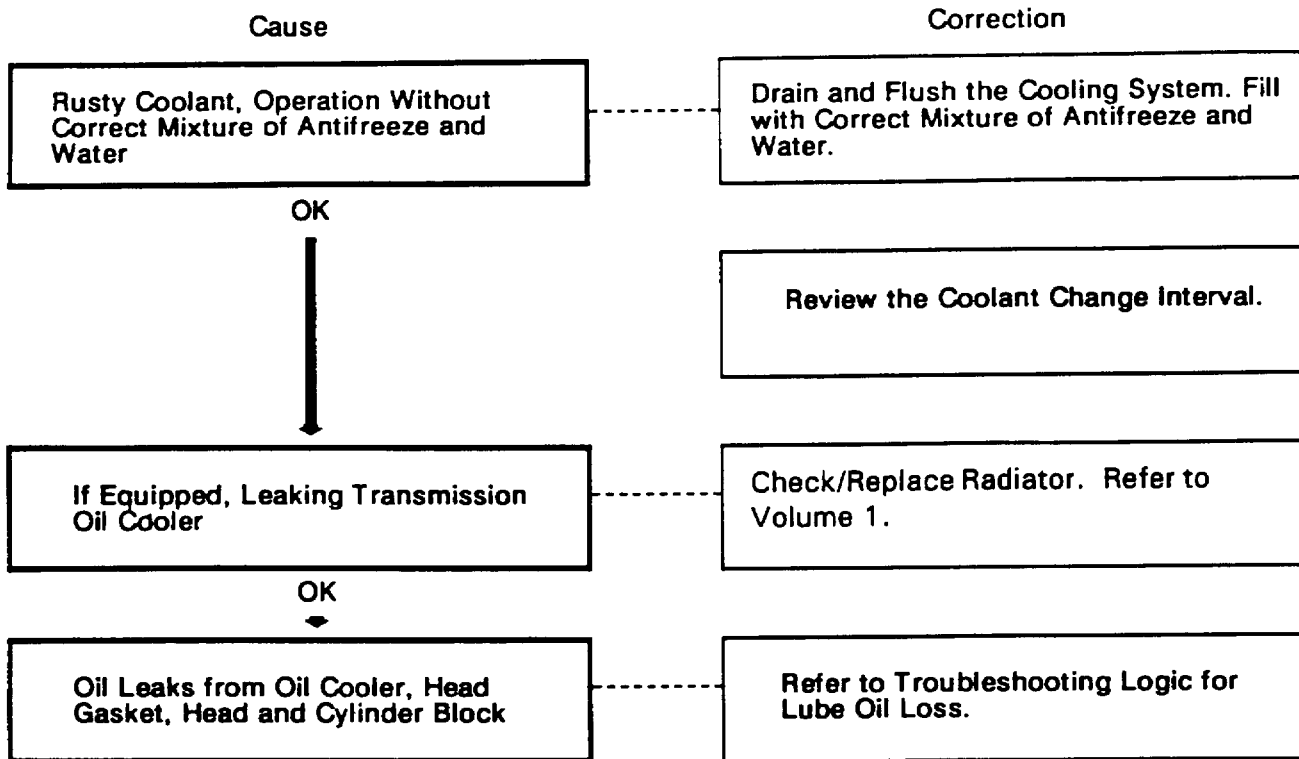 Cause
Correction
Rusty Coolant, Operation Without
Correct Mixture of Antifreeze and
Water
Drain and Flush the Cooling System. Fill
with Correct Mixture of Antifreeze and
Water.
OK
Review the Coolant Change Interval.
If Equipped, Leaking Transmission
Oil Cooler
Check/Replace Radiator. Refer to
Volume 1.
OK
Oil Leaks from Oil Cooler, Head
Gasket, Head and Cylinder Block
Refer to Troubleshooting Logic for
Lube Oil Loss.